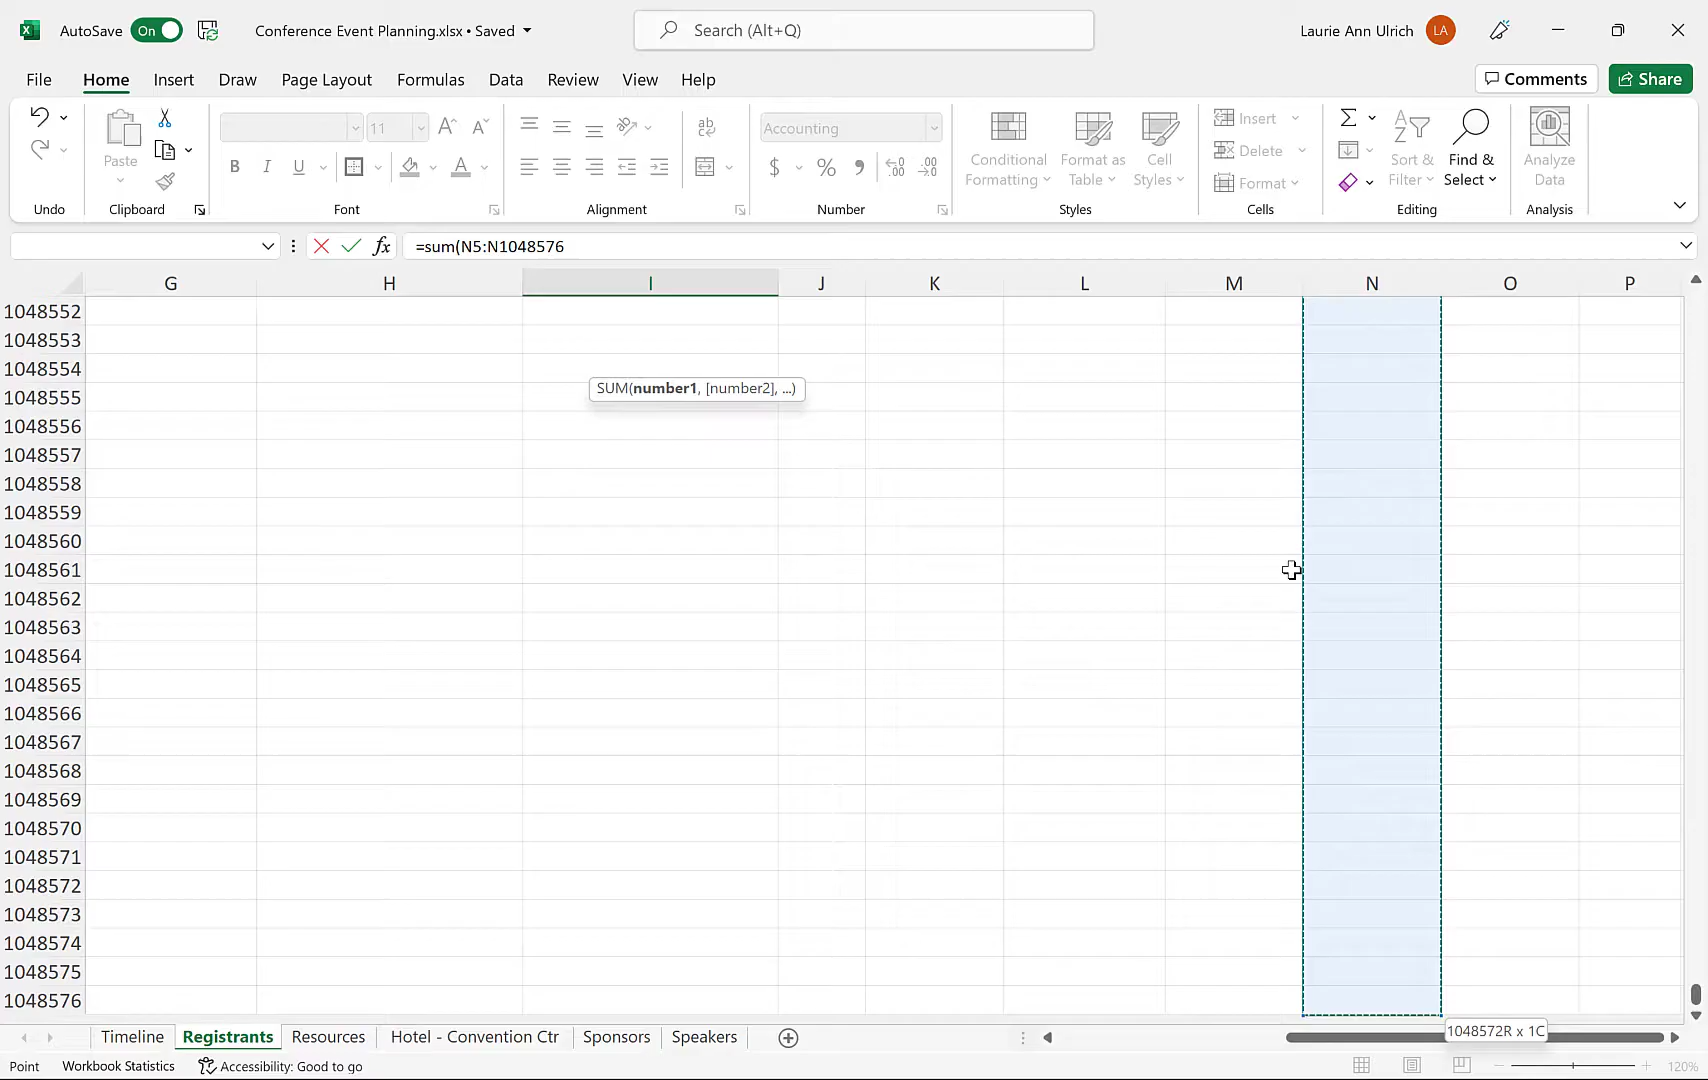 AutoSave On Conference Event Planning.xlsx • Saved Search (Alt+Q) Laurie Ann Ulrich LA
File Home Insert Draw Page Layout Formulas Data Review View Help Comments Share
11 Accounting Insert
Paste Conditional Formatting Format as Table Cell Styles Delete Sort & Filter Find & Select Analyze Data
B I U A ab $ % Format
Undo Clipboard Font Alignment Number Styles Cells Editing Analysis
fx =sum(N5:N1048576
G H I J K L M N O P
1048552
1048553
1048554
1048555
SUM(number1, [number2], ...)
1048556
1048557
1048558
1048559
1048560
1048561
1048562
1048563
1048564
1048565
1048566
1048567
1048568
1048569
1048570
1048571
1048572
1048573
1048574
1048575
1048576
1048572R x 1C
Timeline Registrants Resources Hotel - Convention Ctr Sponsors Speakers
Point Workbook Statistics Accessibility: Good to go 120%